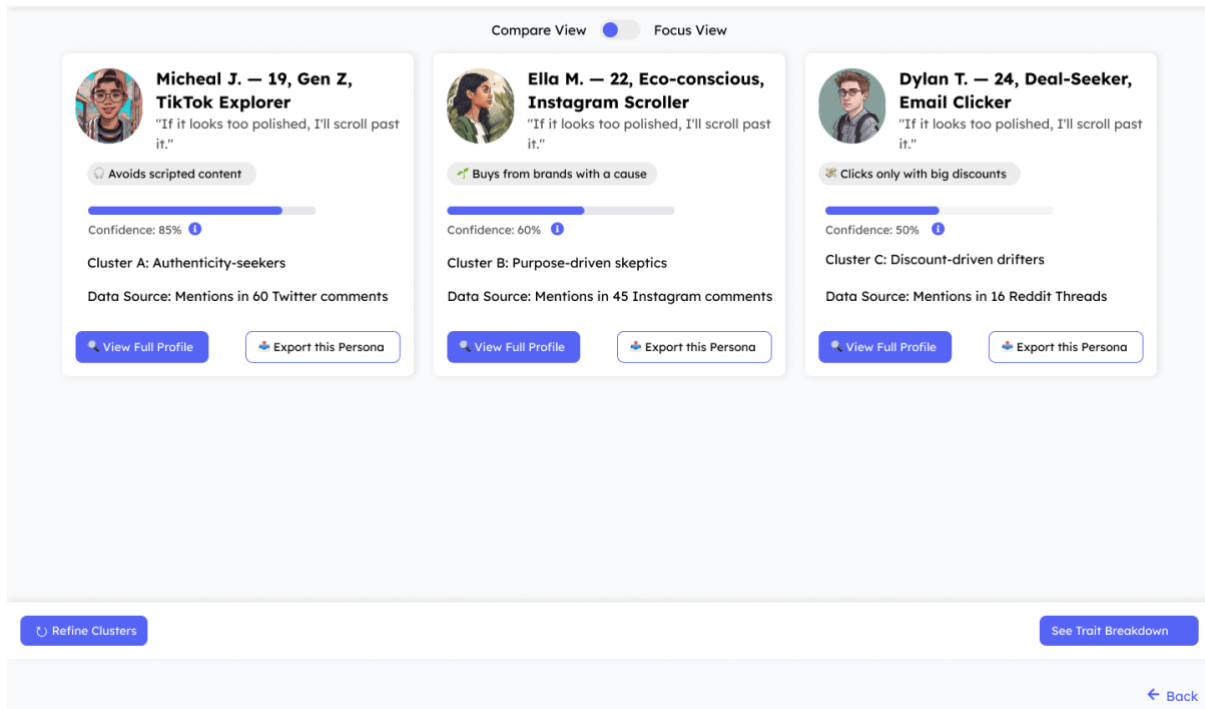 Compare View Focus View
Micheal J. — 19, Gen Z,
TikTok Explorer
"If it looks too polished, I'll scroll past
it."
🎧 Avoids scripted content
Confidence: 85%
Cluster A: Authenticity-seekers
Data Source: Mentions in 60 Twitter comments
🔍 View Full Profile
📤 Export this Persona
Ella M. — 22, Eco-conscious,
Instagram Scroller
"If it looks too polished, I'll scroll past
it."
🌱 Buys from brands with a cause
Confidence: 60%
Cluster B: Purpose-driven skeptics
Data Source: Mentions in 45 Instagram comments
🔍 View Full Profile
📤 Export this Persona
Dylan T. — 24, Deal-Seeker,
Email Clicker
"If it looks too polished, I'll scroll past
it."
💸 Clicks only with big discounts
Confidence: 50%
Cluster C: Discount-driven drifters
Data Source: Mentions in 16 Reddit Threads
🔍 View Full Profile
📤 Export this Persona
Refine Clusters
See Trait Breakdown
← Back